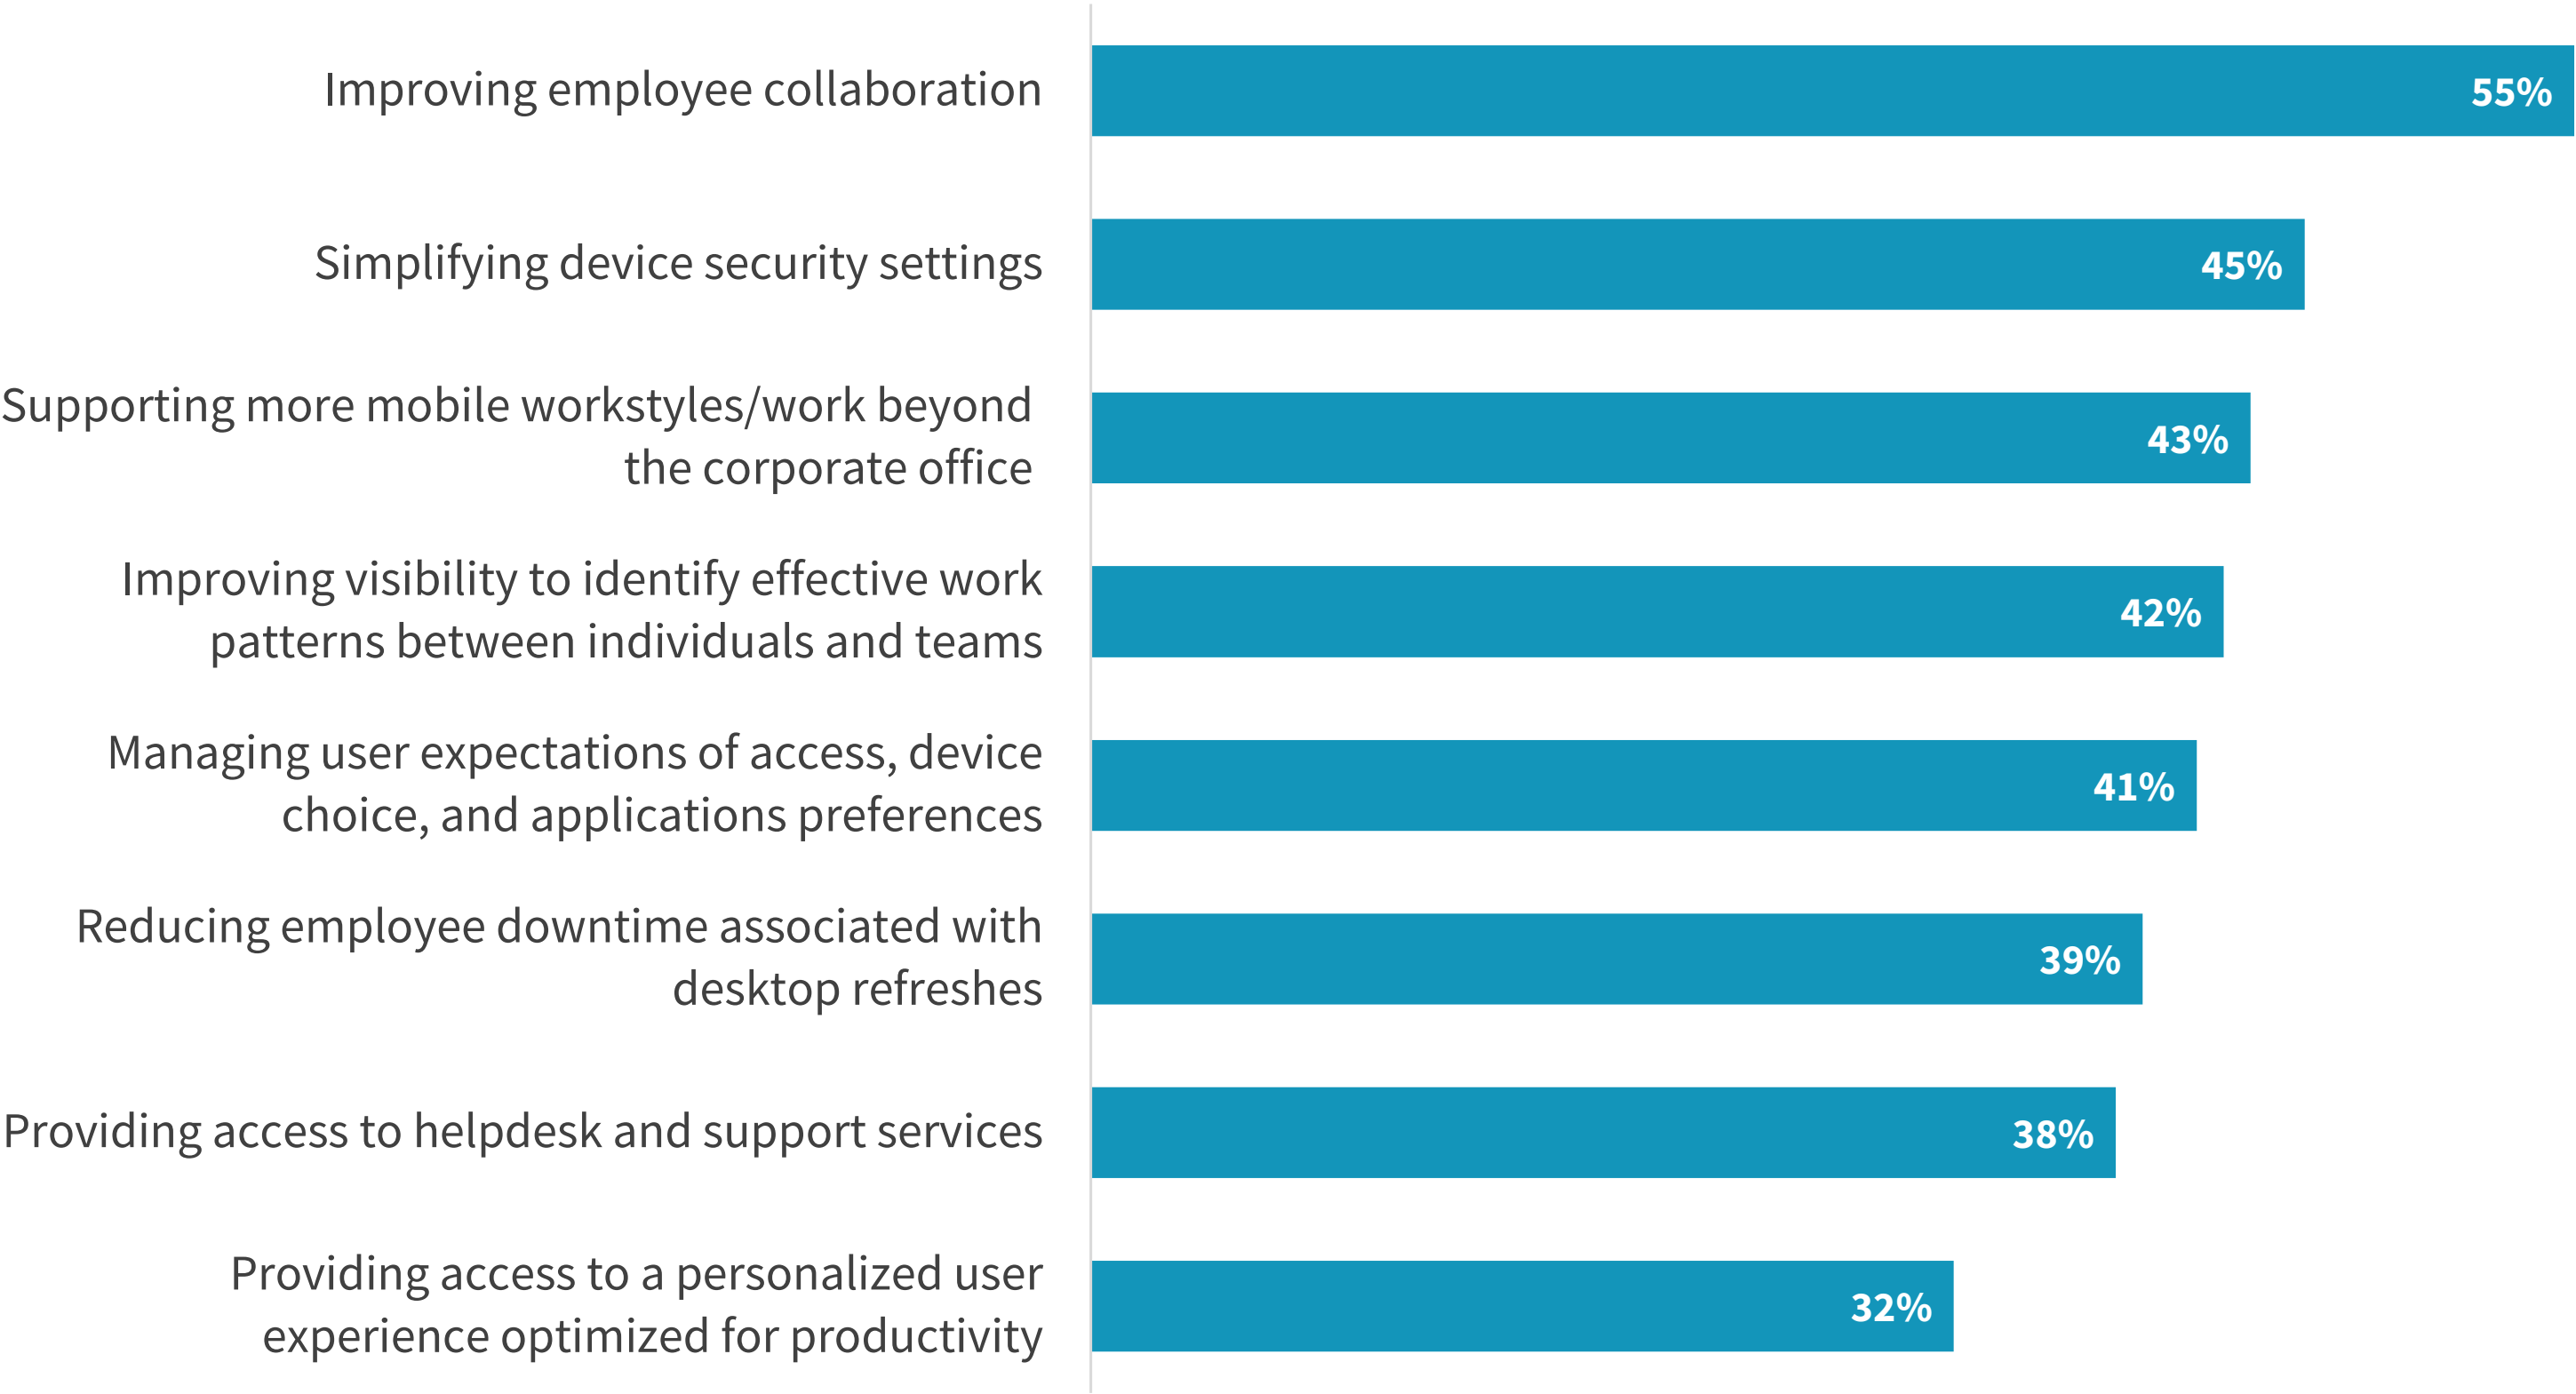 Improving employee collaboration
55%
Simplifying device security settings
45%
Supporting more mobile workstyles/work beyond
the corporate office
43%
Improving visibility to identify effective work
patterns between individuals and teams
42%
Managing user expectations of access, device
choice, and applications preferences
41%
Reducing employee downtime associated with
desktop refreshes
39%
Providing access to helpdesk and support services
38%
Providing access to a personalized user
experience optimized for productivity
32%